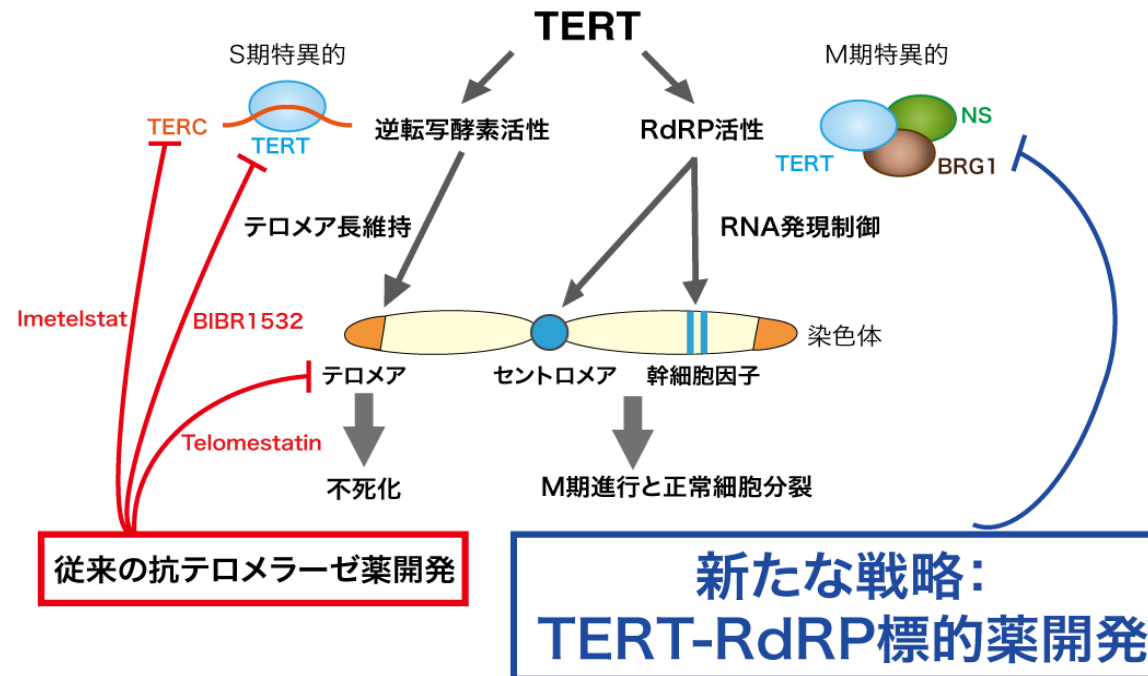 TERT
S期特異的
M期特異的
TERC
TERT
逆転写酵素活性
RdRP活性
NS
TERT
BRG1
テロメア長維持
RNA発現制御
Imetelstat
BIBR1532
染色体
テロメア
セントロメア
幹細胞因子
Telomestatin
不死化
M期進行と正常細胞分裂
従来の抗テロメラーゼ薬開発
新たな戦略:
TERT-RdRP標的薬開発